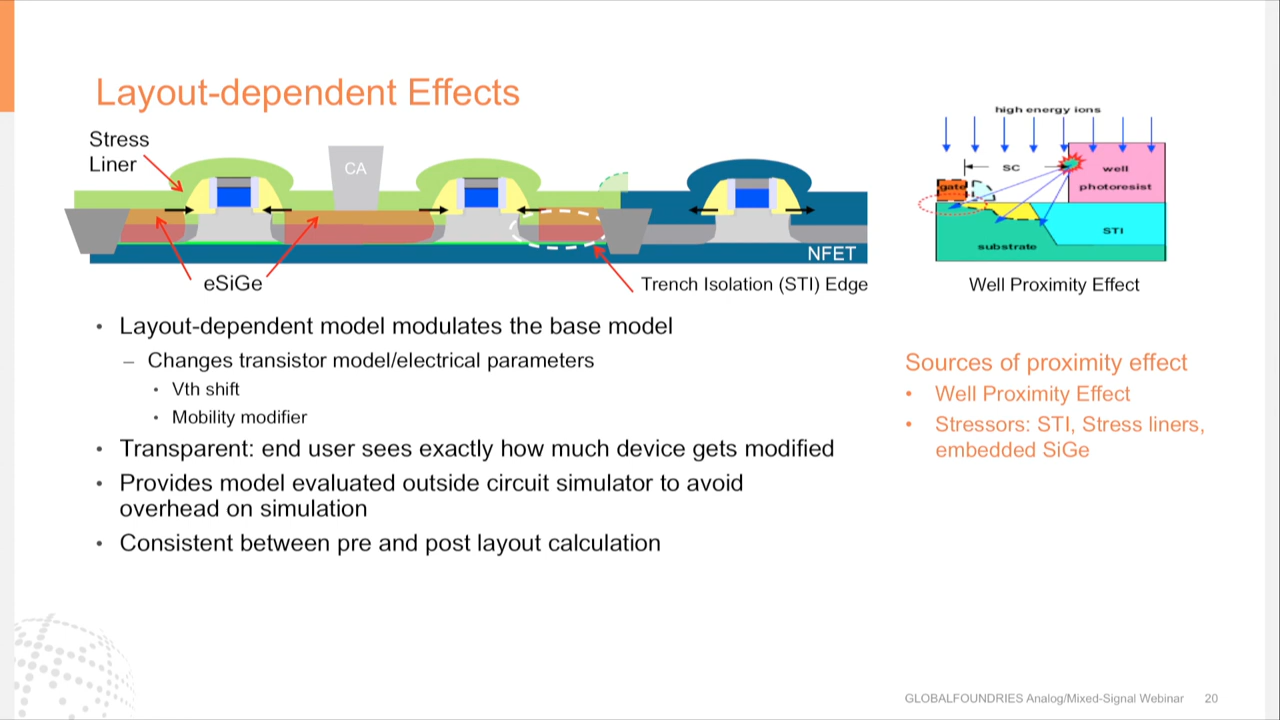 Layout-dependent Effects
Stress
Liner
CA
NFET
eSiGe
Trench Isolation (STI) Edge
high energy ions
SC
well
photoresist
gate
STI
substrate
Well Proximity Effect
• Layout-dependent model modulates the base model
– Changes transistor model/electrical parameters
• Vth shift
• Mobility modifier
• Transparent: end user sees exactly how much device gets modified
• Provides model evaluated outside circuit simulator to avoid
overhead on simulation
• Consistent between pre and post layout calculation
Sources of proximity effect
• Well Proximity Effect
• Stressors: STI, Stress liners,
embedded SiGe
GLOBALFOUNDRIES Analog/Mixed-Signal Webinar 20